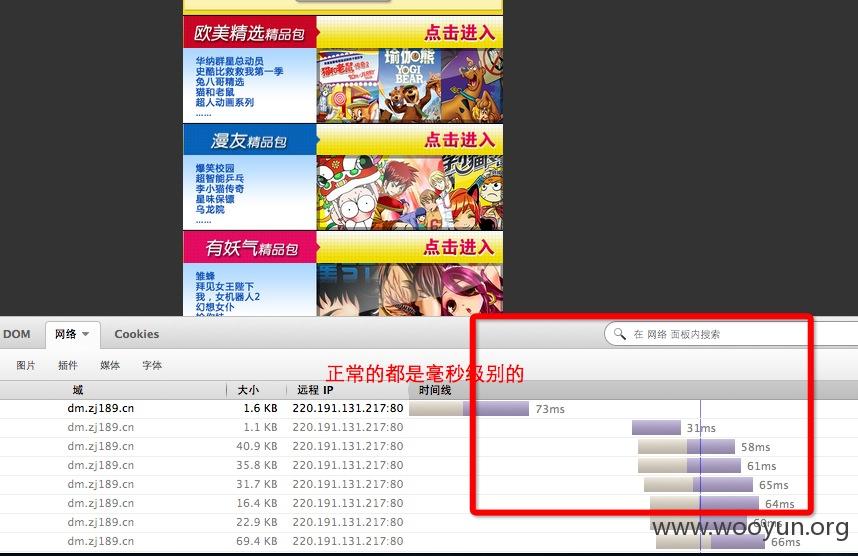 欧美精选精品包 点击进入
华纳群星总动员
史酷比救救我第一季
兔八哥精选
猫和老鼠
超人动画系列
......
猫和老鼠
瑜伽熊
YOGI
BEAR
漫友精品包 点击进入
爆笑校园
超智能乒乓
李小猫传奇
星味保镖
乌龙院
......
有妖气精品包 点击进入
雏蜂
拜见女王陛下
我，女机器人2
幻想女仆
DOM 网络 Cookies 在 网络 面板内搜索
图片 插件 媒体 字体
正常的都是毫秒级别的
域 大小 远程 IP 时间线
dm.zj189.cn 1.6 KB 220.191.131.217:80 73ms
dm.zj189.cn 1.1 KB 220.191.131.217:80 31ms
dm.zj189.cn 40.9 KB 220.191.131.217:80 58ms
dm.zj189.cn 35.8 KB 220.191.131.217:80 61ms
dm.zj189.cn 31.7 KB 220.191.131.217:80 65ms
dm.zj189.cn 16.4 KB 220.191.131.217:80 64ms
dm.zj189.cn 22.9 KB 220.191.131.217:80 60ms
dm.zj189.cn 69.4 KB 220.191.131.217:80 66ms
www.wooyun.org